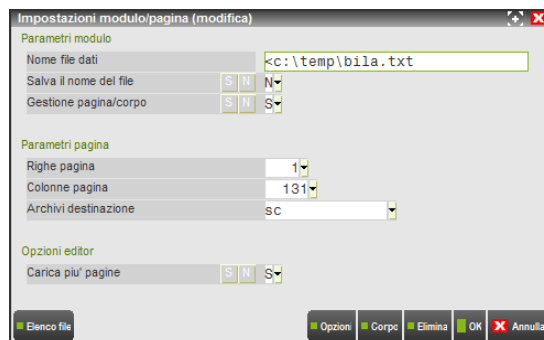 Impostazioni modulo/pagina (modifica)
Parametri modulo
Nome file dati <c:\temp\bila.txt
Salva il nome del file S N N
Gestione pagina/corpo S N S
Parametri pagina
Righe pagina 1
Colonne pagina 131
Archivi destinazione sc
Opzioni editor
Carica piu' pagine S N S
Elenco file Opzioni Corpo Elimina OK Annulla